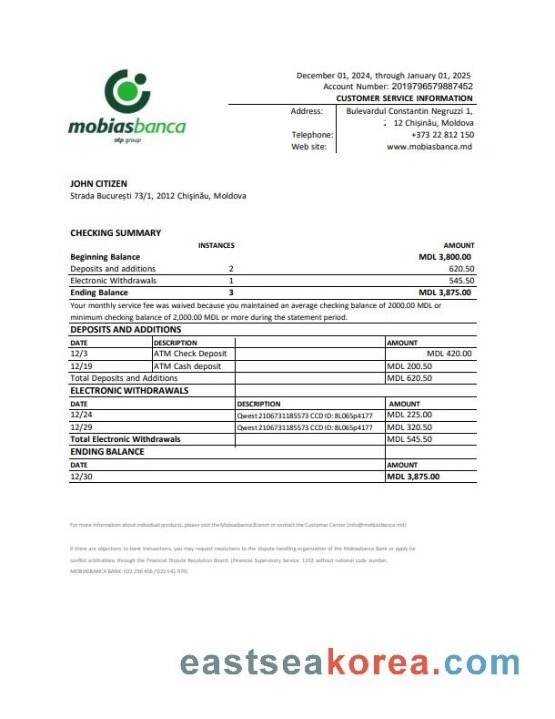 mobiasbanca
otp group
December 01, 2024, through January 01, 2025
Account Number: 2019796579887452
CUSTOMER SERVICE INFORMATION
Address: Bulevardul Constantin Negruzzi 1,
12 Chișinău, Moldova
Telephone: +373 22 812 150
Web site: www.mobiasbanca.md
JOHN CITIZEN
Strada București 73/1, 2012 Chișinău, Moldova
CHECKING SUMMARY
INSTANCES AMOUNT
Beginning Balance MDL 3,800.00
Deposits and additions 2 620.50
Electronic Withdrawals 1 545.50
Ending Balance 3 MDL 3,875.00
Your monthly service fee was waived because you maintained an average checking balance of 2000.00 MDL or
minimum checking balance of 2,000.00 MDL or more during the statement period.
DEPOSITS AND ADDITIONS
DATE DESCRIPTION AMOUNT
12/3 ATM Check Deposit MDL 420.00
12/19 ATM Cash deposit MDL 200.50
Total Deposits and Additions MDL 620.50
ELECTRONIC WITHDRAWALS
DATE DESCRIPTION AMOUNT
12/24 Qwest 2106731185573 CCD ID: 8L065p4177 MDL 225.00
12/29 Qwest 2106731185573 CCD ID: 8L065p4177 MDL 320.50
Total Electronic Withdrawals MDL 545.50
ENDING BALANCE
DATE AMOUNT
12/30 MDL 3,875.00
For more information about individual products, please visit the Mobiasbanca Branch or contact the Customer Center (info@mobiasbanca.md)
If there are objections to bank transactions, you may request resolutions to the dispute handling organization of the Mobiasbanca Bank or apply for
conflict arbitrations through the Financial Dispute Resolution Board. (Financial Supervisory Service: 1332 without national code number,
MOBIASBANCA BANK: 022 256 456 / 022 541 974)
eastseakorea.com